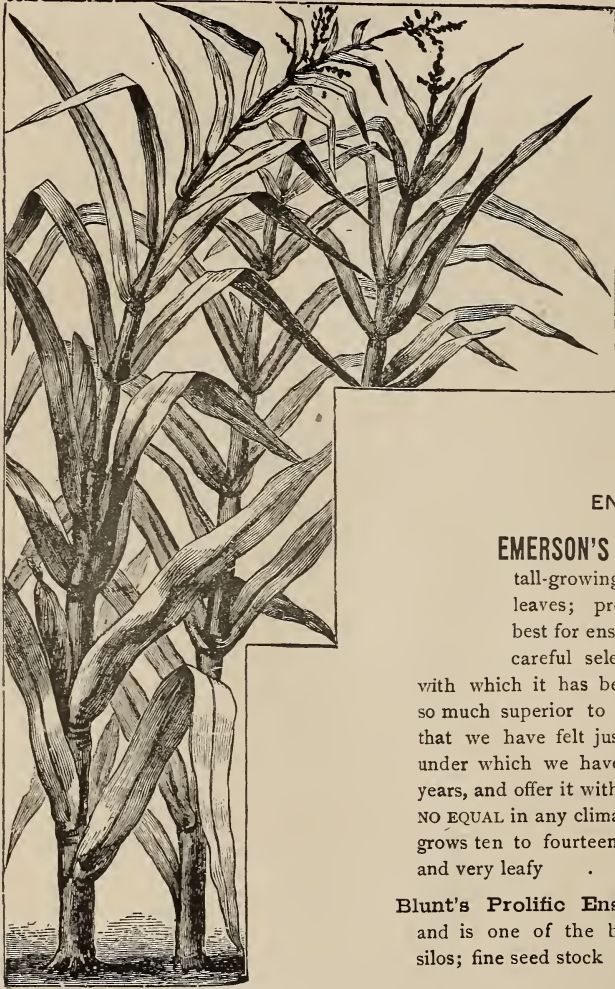 EN
EMERSON'S
tall-growing
leaves; pr
best for ens
careful sele
with which it has be
so much superior to
that we have felt jus
under which we have
years, and offer it with
NO EQUAL in any clima
grows ten to fourteen
and very leafy .
Blunt's Prolific Ens
and is one of the b
silos; fine seed stock